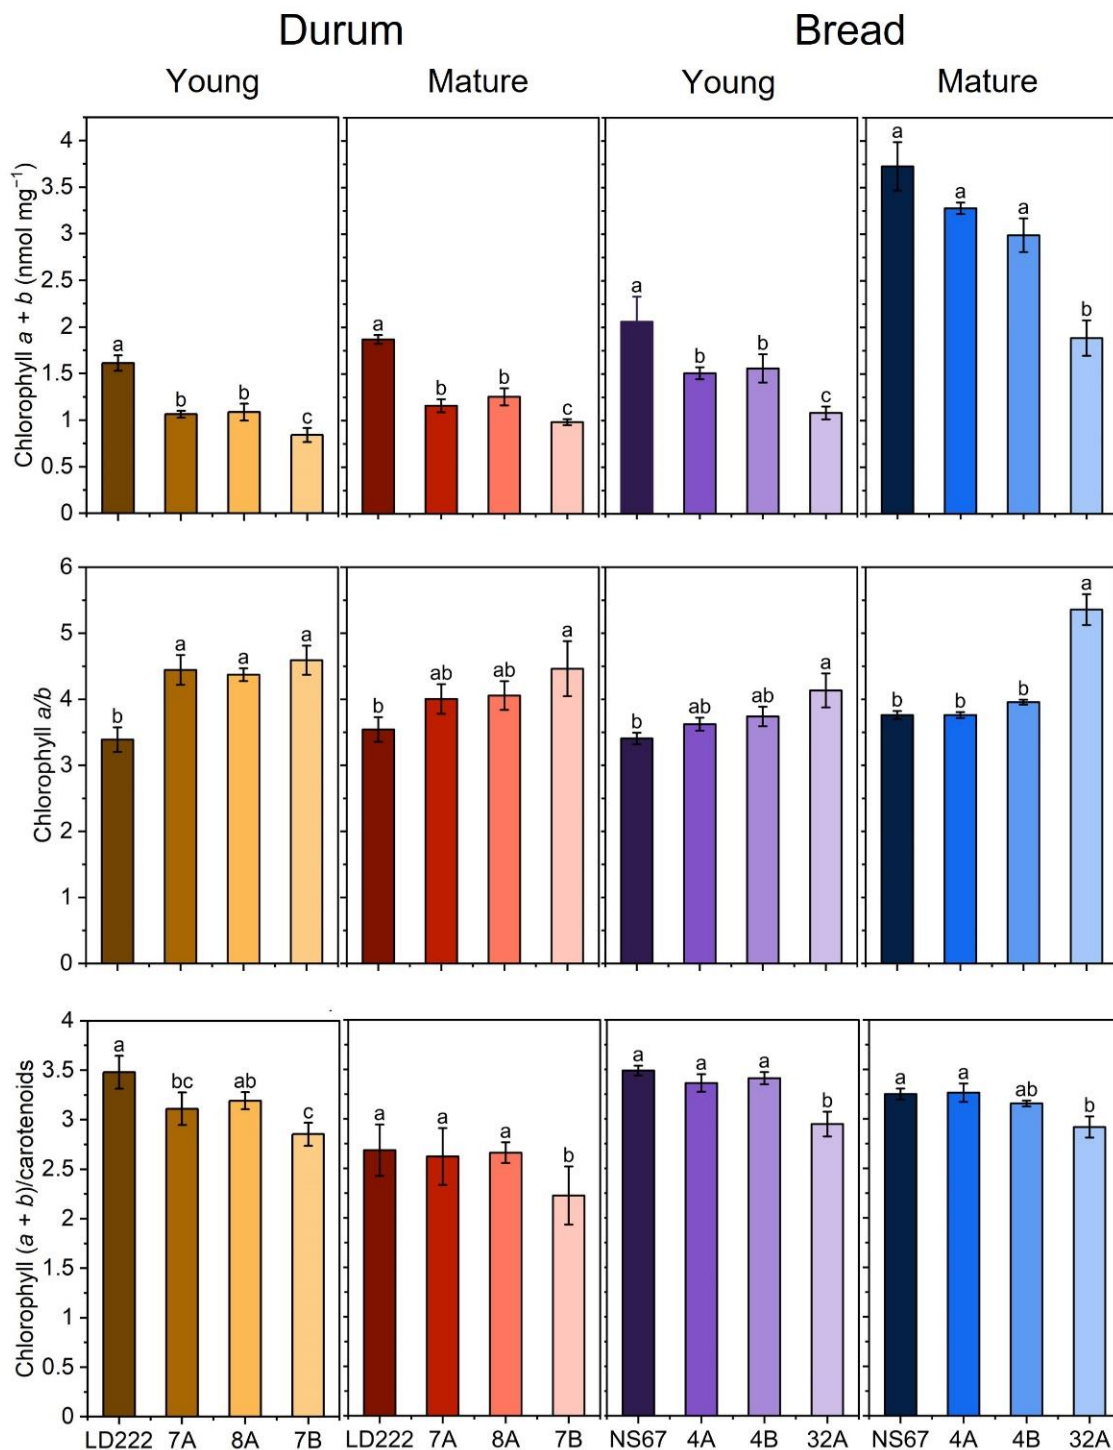 Durum Bread
Young Mature Young Mature
Chlorophyll a + b (nmol mg⁻¹)
4
3.5
3
2.5
2
1.5
1
0.5
0
a b b c
a b b c
a b b c
a a a b
Chlorophyll a/b
6
5
4
3
2
1
0
b a a a
b ab ab a
b ab ab a
b b b a
Chlorophyll (a + b)/carotenoids
4
3.5
3
2.5
2
1.5
1
0.5
0
a bc ab c
a a a b
a a a b
a a ab b
LD222 7A 8A 7B LD222 7A 8A 7B NS67 4A 4B 32A NS67 4A 4B 32A